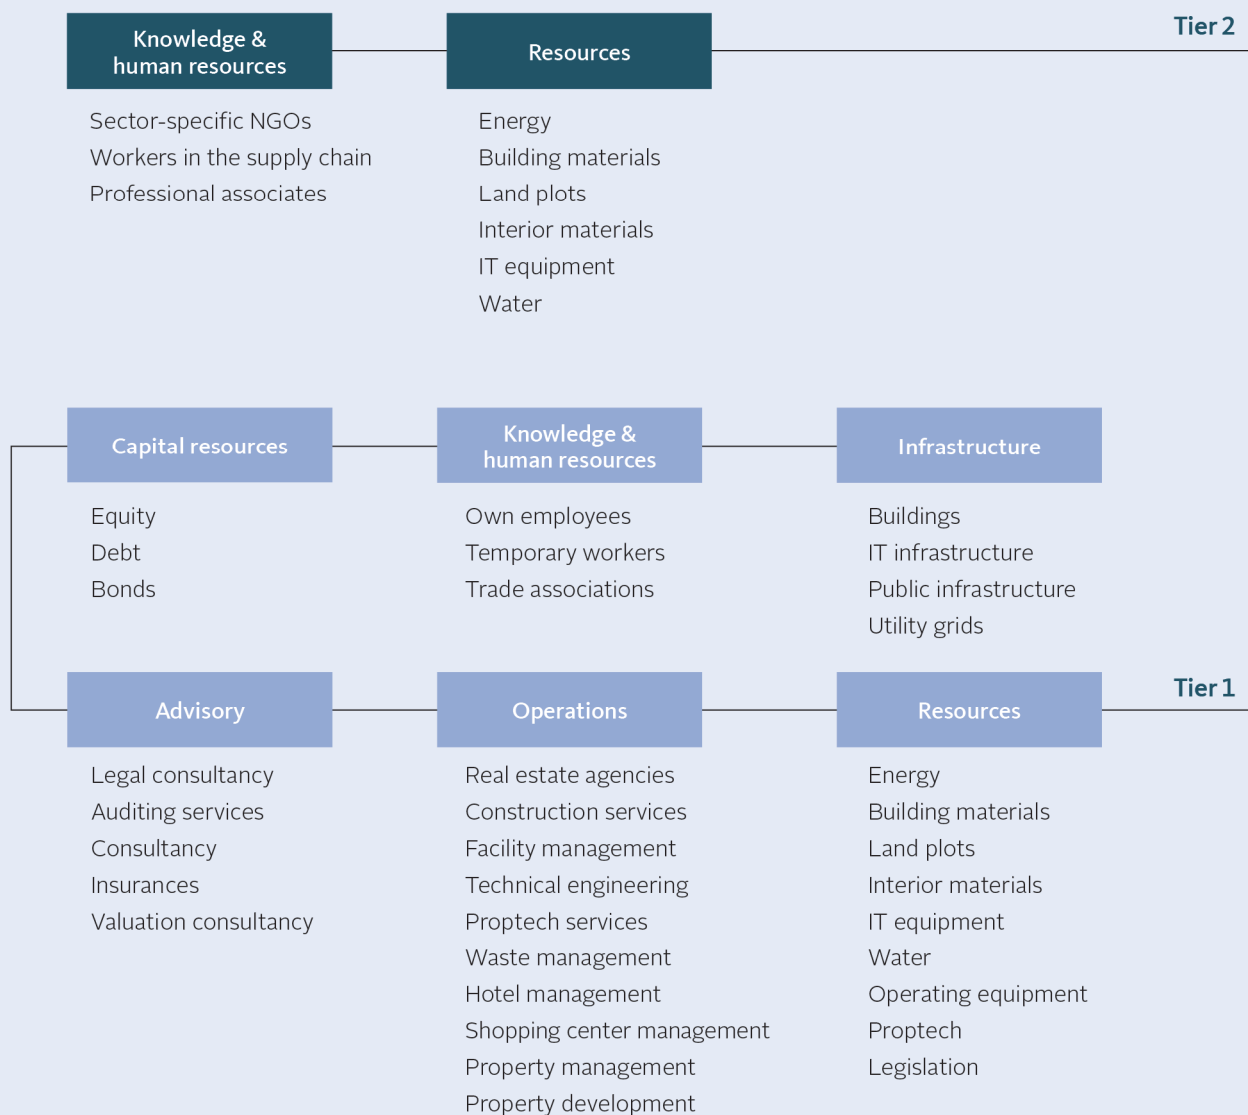 Tier 2
Knowledge &
human resources
Sector-specific NGOs
Workers in the supply chain
Professional associates
Resources
Energy
Building materials
Land plots
Interior materials
IT equipment
Water
Capital resources
Equity
Debt
Bonds
Knowledge &
human resources
Own employees
Temporary workers
Trade associations
Infrastructure
Buildings
IT infrastructure
Public infrastructure
Utility grids
Tier 1
Advisory
Legal consultancy
Auditing services
Consultancy
Insurances
Valuation consultancy
Operations
Real estate agencies
Construction services
Facility management
Technical engineering
Proptech services
Waste management
Hotel management
Shopping center management
Property management
Property development
Resources
Energy
Building materials
Land plots
Interior materials
IT equipment
Water
Operating equipment
Proptech
Legislation